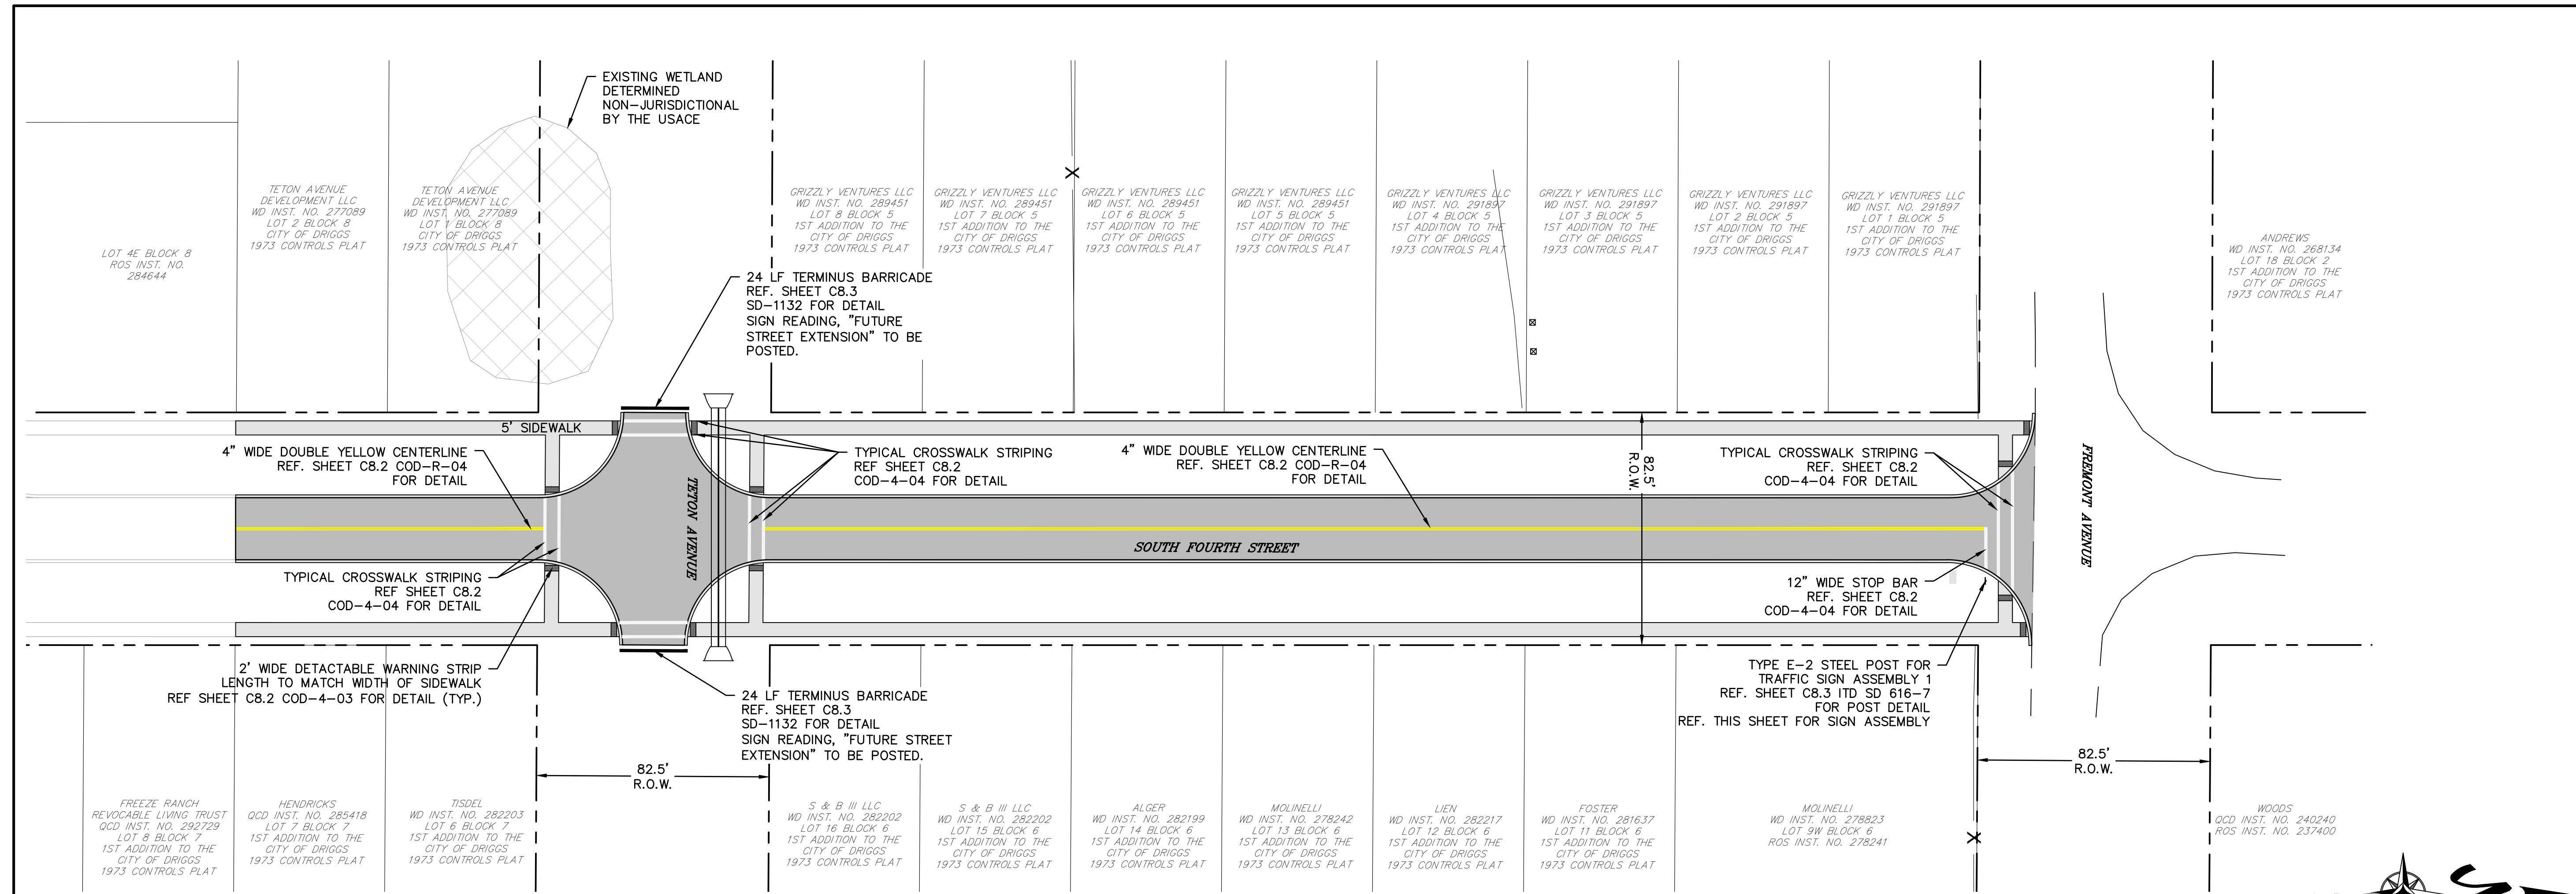 EXISTING WETLAND
DETERMINED
NON-JURISDICTIONAL
BY THE USACE
LOT 4E BLOCK 8
ROS INST. NO.
284644
TETON AVENUE
DEVELOPMENT LLC
WD INST. NO. 277089
LOT 2 BLOCK 8
CITY OF DRIGGS
1973 CONTROLS PLAT
TETON AVENUE
DEVELOPMENT LLC
WD INST. NO. 277089
LOT 1 BLOCK 8
CITY OF DRIGGS
1973 CONTROLS PLAT
GRIZZLY VENTURES LLC
WD INST. NO. 289451
LOT 8 BLOCK 5
1ST ADDITION TO THE
CITY OF DRIGGS
1973 CONTROLS PLAT
GRIZZLY VENTURES LLC
WD INST. NO. 289451
LOT 7 BLOCK 5
1ST ADDITION TO THE
CITY OF DRIGGS
1973 CONTROLS PLAT
X
GRIZZLY VENTURES LLC
WD INST. NO. 289451
LOT 6 BLOCK 5
1ST ADDITION TO THE
CITY OF DRIGGS
1973 CONTROLS PLAT
GRIZZLY VENTURES LLC
WD INST. NO. 289451
LOT 5 BLOCK 5
1ST ADDITION TO THE
CITY OF DRIGGS
1973 CONTROLS PLAT
GRIZZLY VENTURES LLC
WD INST. NO. 291897
LOT 4 BLOCK 5
1ST ADDITION TO THE
CITY OF DRIGGS
1973 CONTROLS PLAT
GRIZZLY VENTURES LLC
WD INST. NO. 291897
LOT 3 BLOCK 5
1ST ADDITION TO THE
CITY OF DRIGGS
1973 CONTROLS PLAT
GRIZZLY VENTURES LLC
WD INST. NO. 291897
LOT 2 BLOCK 5
1ST ADDITION TO THE
CITY OF DRIGGS
1973 CONTROLS PLAT
GRIZZLY VENTURES LLC
WD INST. NO. 291897
LOT 1 BLOCK 5
1ST ADDITION TO THE
CITY OF DRIGGS
1973 CONTROLS PLAT
ANDREWS
WD INST. NO. 268134
LOT 18 BLOCK 2
1ST ADDITION TO THE
CITY OF DRIGGS
1973 CONTROLS PLAT
24 LF TERMINUS BARRICADE
REF. SHEET C8.3
SD-1132 FOR DETAIL
SIGN READING, "FUTURE
STREET EXTENSION" TO BE
POSTED.
5' SIDEWALK
4" WIDE DOUBLE YELLOW CENTERLINE
REF. SHEET C8.2 COD-R-04
FOR DETAIL
TYPICAL CROSSWALK STRIPING
REF SHEET C8.2
COD-4-04 FOR DETAIL
4" WIDE DOUBLE YELLOW CENTERLINE
REF. SHEET C8.2 COD-R-04
FOR DETAIL
82.5'
R.O.W.
TYPICAL CROSSWALK STRIPING
REF. SHEET C8.2
COD-4-04 FOR DETAIL
TETON AVENUE
SOUTH FOURTH STREET
FREMONT AVENUE
TYPICAL CROSSWALK STRIPING
REF SHEET C8.2
COD-4-04 FOR DETAIL
12" WIDE STOP BAR
REF. SHEET C8.2
COD-4-04 FOR DETAIL
2' WIDE DETACTABLE WARNING STRIP
LENGTH TO MATCH WIDTH OF SIDEWALK
REF SHEET C8.2 COD-4-03 FOR DETAIL (TYP.)
24 LF TERMINUS BARRICADE
REF. SHEET C8.3
SD-1132 FOR DETAIL
SIGN READING, "FUTURE STREET
EXTENSION" TO BE POSTED.
TYPE E-2 STEEL POST FOR
TRAFFIC SIGN ASSEMBLY 1
REF. SHEET C8.3 ITD SD 616-7
FOR POST DETAIL
REF. THIS SHEET FOR SIGN ASSEMBLY
82.5'
R.O.W.
82.5'
R.O.W.
FREEZE RANCH
REVOCABLE LIVING TRUST
QCD INST. NO. 292729
LOT 8 BLOCK 7
1ST ADDITION TO THE
CITY OF DRIGGS
1973 CONTROLS PLAT
HENDRICKS
QCD INST. NO. 285418
LOT 7 BLOCK 7
1ST ADDITION TO THE
CITY OF DRIGGS
1973 CONTROLS PLAT
TISDEL
WD INST. NO. 282203
LOT 6 BLOCK 7
1ST ADDITION TO THE
CITY OF DRIGGS
1973 CONTROLS PLAT
S & B III LLC
WD INST. NO. 282202
LOT 16 BLOCK 6
1ST ADDITION TO THE
CITY OF DRIGGS
1973 CONTROLS PLAT
S & B III LLC
WD INST. NO. 282202
LOT 15 BLOCK 6
1ST ADDITION TO THE
CITY OF DRIGGS
1973 CONTROLS PLAT
ALGER
WD INST. NO. 282199
LOT 14 BLOCK 6
1ST ADDITION TO THE
CITY OF DRIGGS
1973 CONTROLS PLAT
MOLINELLI
WD INST. NO. 278242
LOT 13 BLOCK 6
1ST ADDITION TO THE
CITY OF DRIGGS
1973 CONTROLS PLAT
LIEN
WD INST. NO. 282217
LOT 12 BLOCK 6
1ST ADDITION TO THE
CITY OF DRIGGS
1973 CONTROLS PLAT
FOSTER
WD INST. NO. 281637
LOT 11 BLOCK 6
1ST ADDITION TO THE
CITY OF DRIGGS
1973 CONTROLS PLAT
MOLINELLI
WD INST. NO. 278823
LOT 9W BLOCK 6
ROS INST. NO. 278241
X
WOODS
QCD INST. NO. 240240
ROS INST. NO. 237400